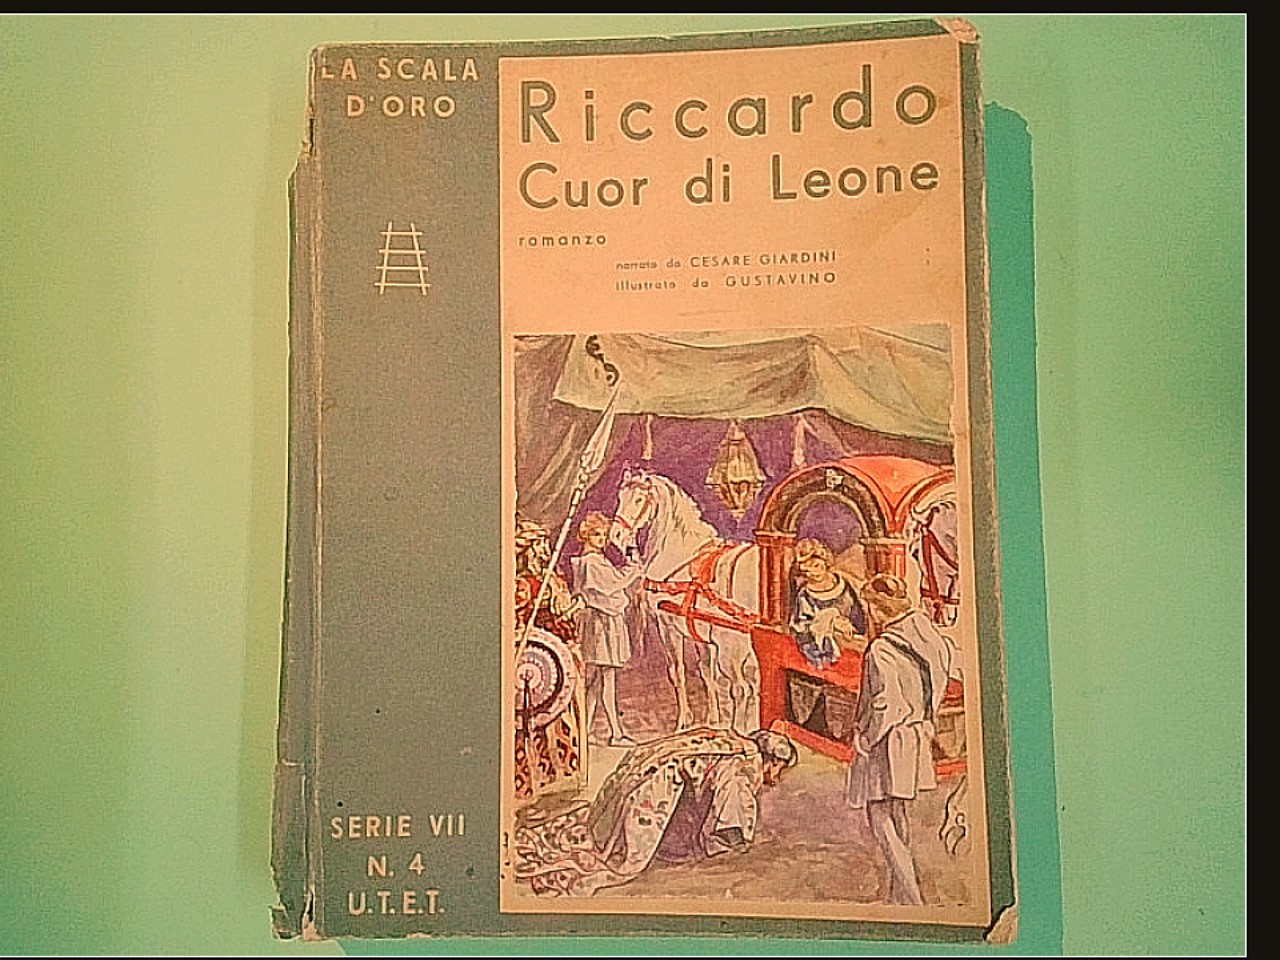 LA SCALA
D'ORO
Riccardo
Cuor di Leone
romanzo
narrato da CESARE GIARDINI
illustrato da GUSTAVINO
SERIE VII
N. 4
U.T.E.T.